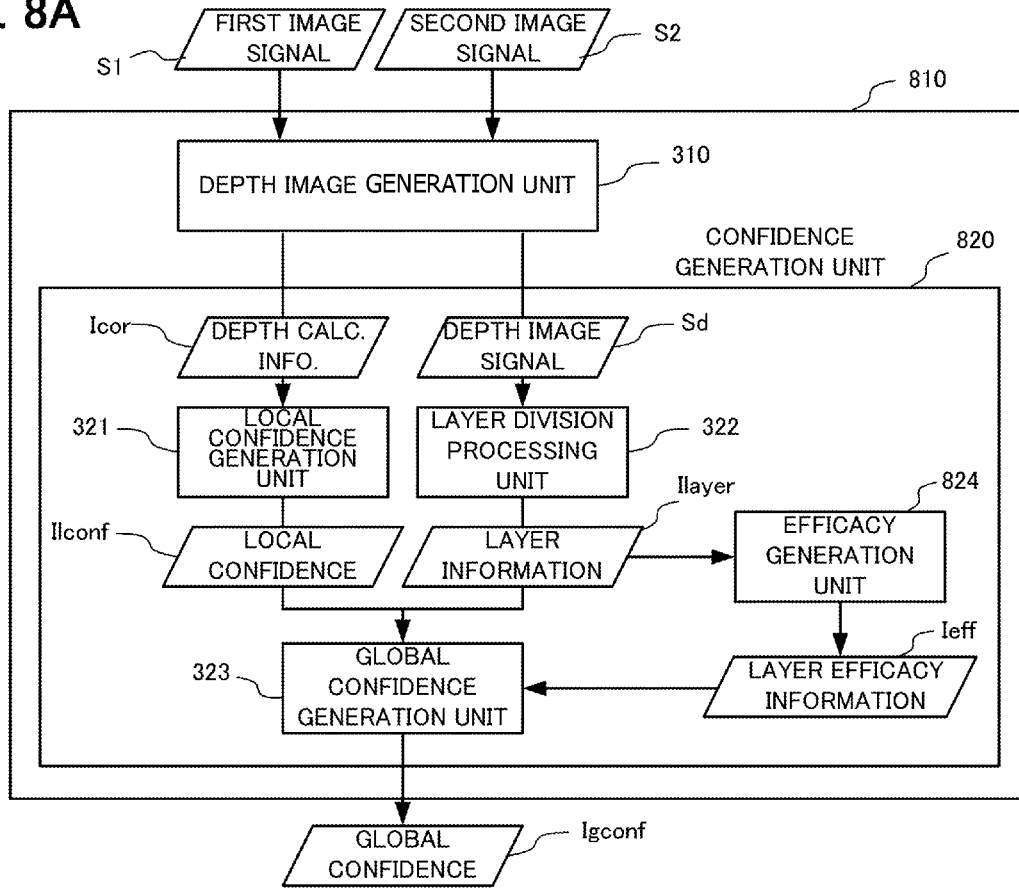 8A
FIRST IMAGE
SIGNAL
SECOND IMAGE
SIGNAL
S1
S2
810
DEPTH IMAGE GENERATION UNIT
310
CONFIDENCE
GENERATION UNIT
820
Icor
DEPTH CALC.
INFO.
DEPTH IMAGE
SIGNAL
Sd
321
LOCAL
CONFIDENCE
GENERATION
UNIT
LAYER DIVISION
PROCESSING
UNIT
322
Ilconf
LOCAL
CONFIDENCE
LAYER
INFORMATION
Ilayer
824
EFFICACY
GENERATION
UNIT
323
GLOBAL
CONFIDENCE
GENERATION UNIT
Ieff
LAYER EFFICACY
INFORMATION
GLOBAL
CONFIDENCE
Igconf